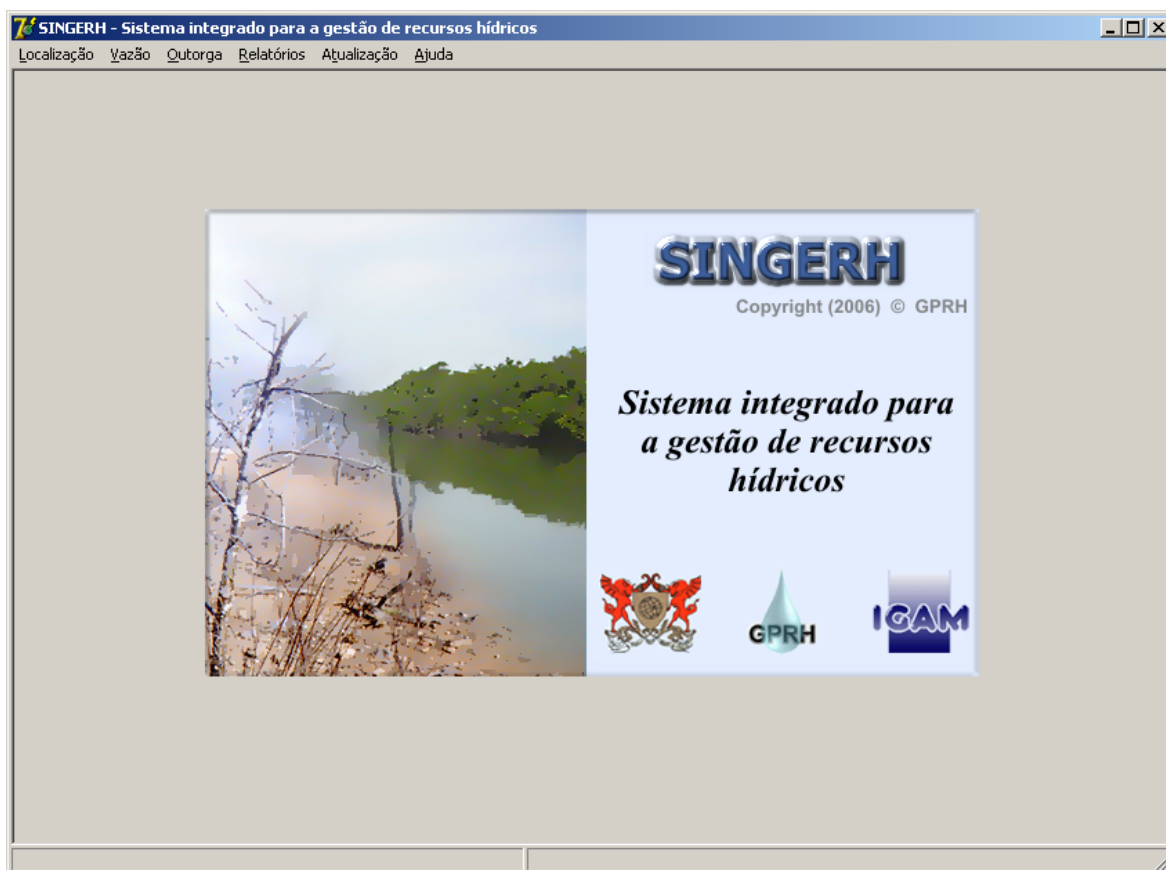 SINGERH - Sistema integrado para a gestão de recursos hídricos
Localização Vazão Outorga Relatórios Atualização Ajuda
SINGERH
Copyright (2006) © GPRH
Sistema integrado para
a gestão de recursos
hídricos
GPRH
IGAM